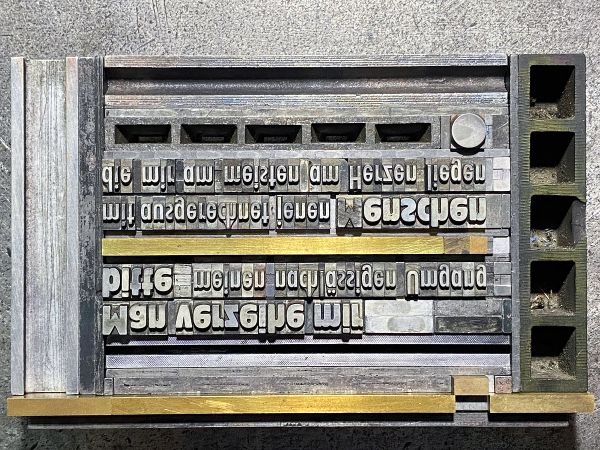 Man verzeihe mir
bitte meinen nachlässigen Umgang
mit ausgerechnet jenen Menschen
die mir am meisten am Herzen liegen